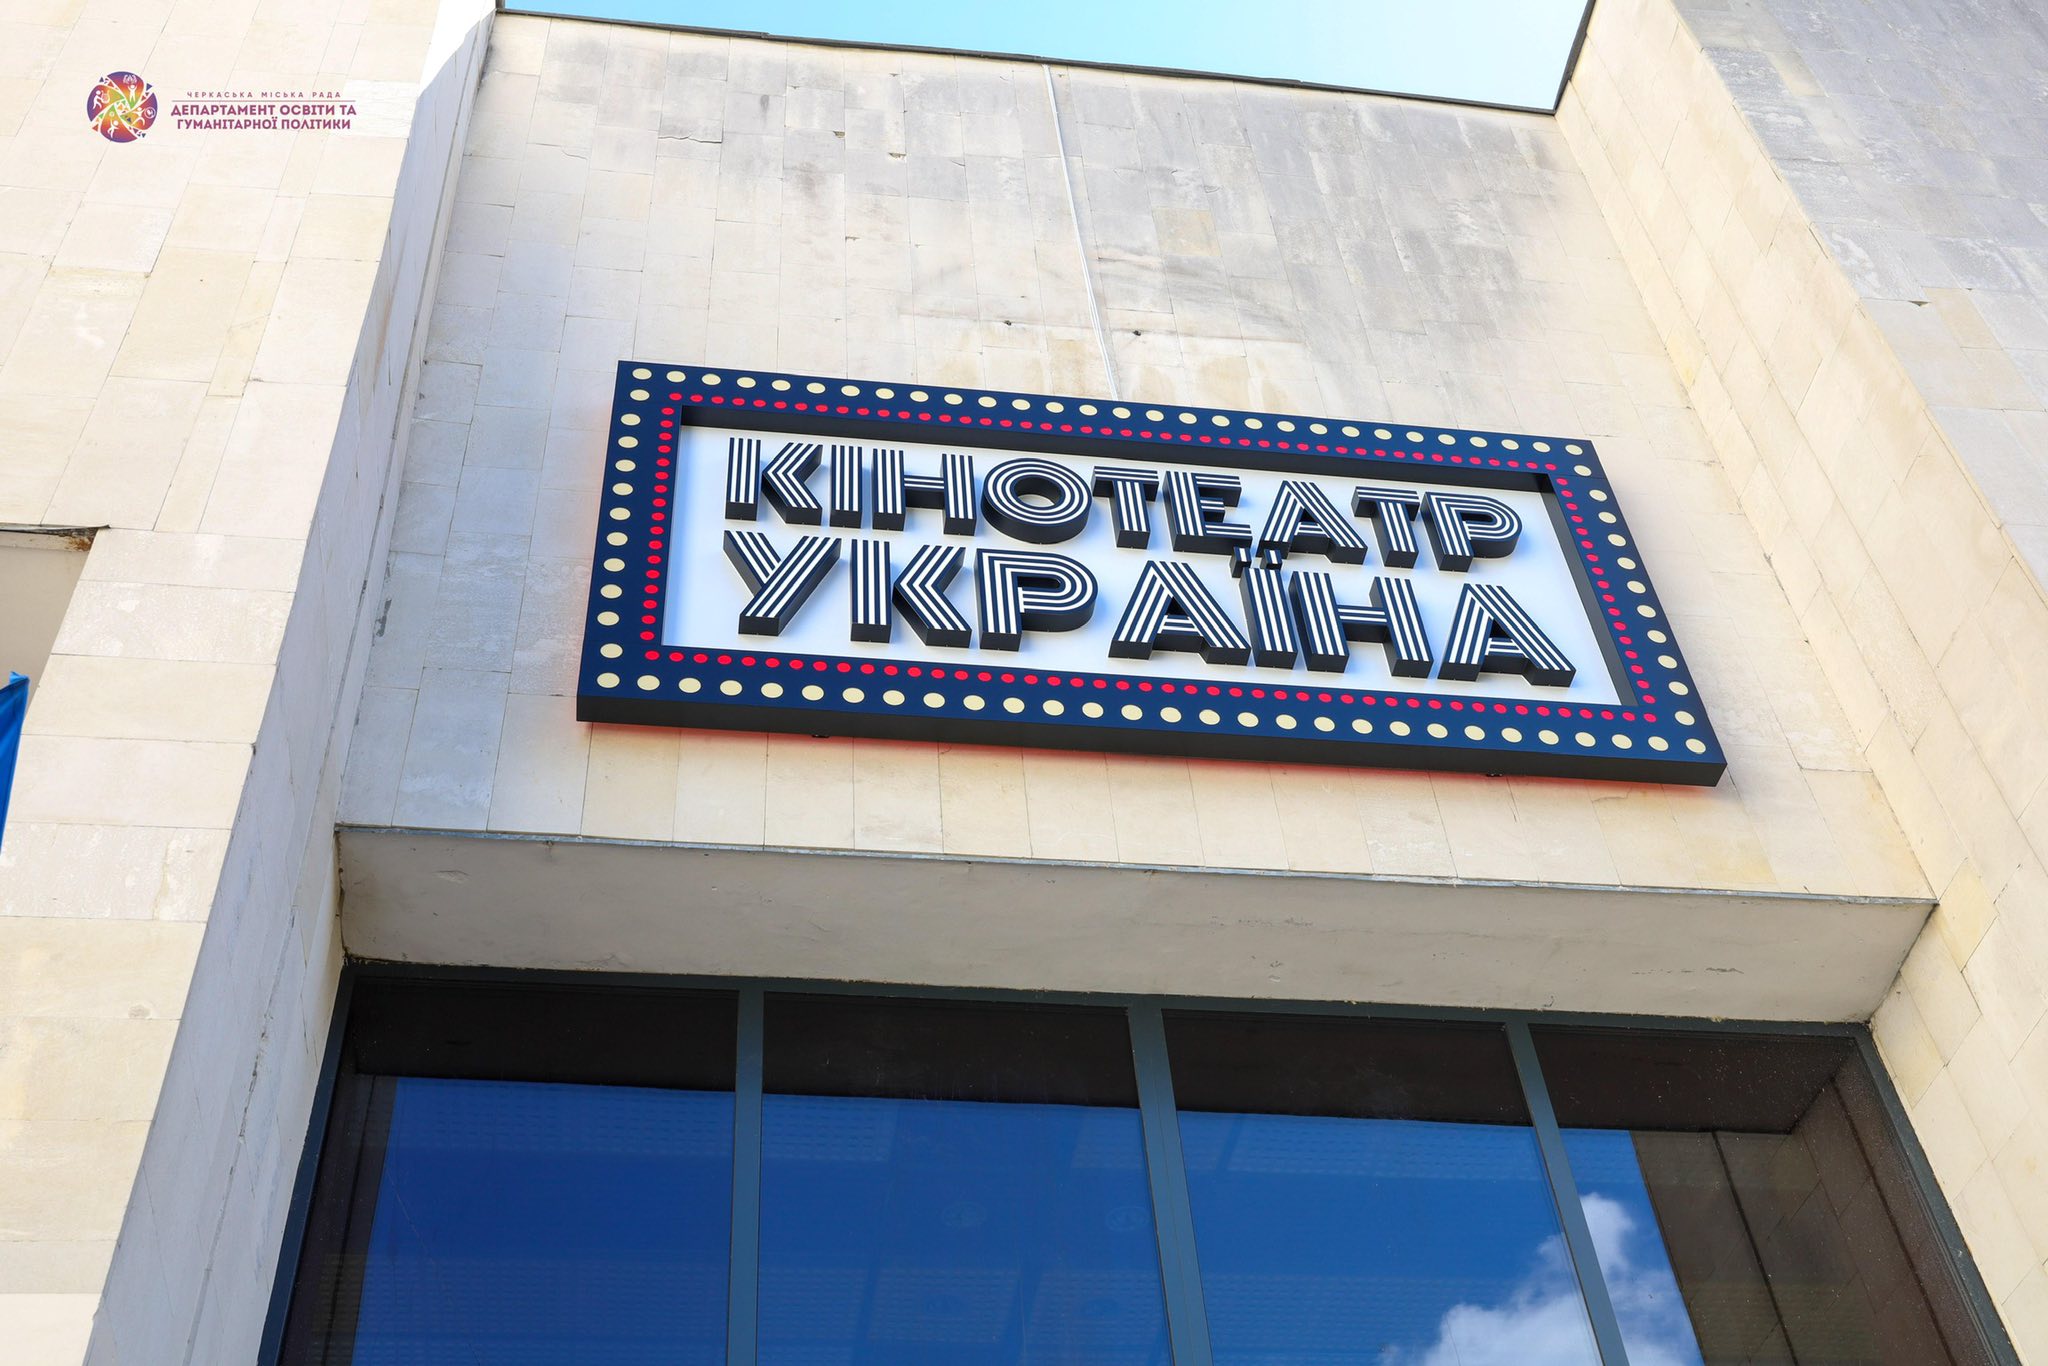 ЧЕРКАСЬКА МІСЬКА РАДА
ДЕПАРТАМЕНТ ОСВІТИ ТА
ГУМАНІТАРНОЇ ПОЛІТИКИ
КІНОТЕАТР
УКРАЇНА